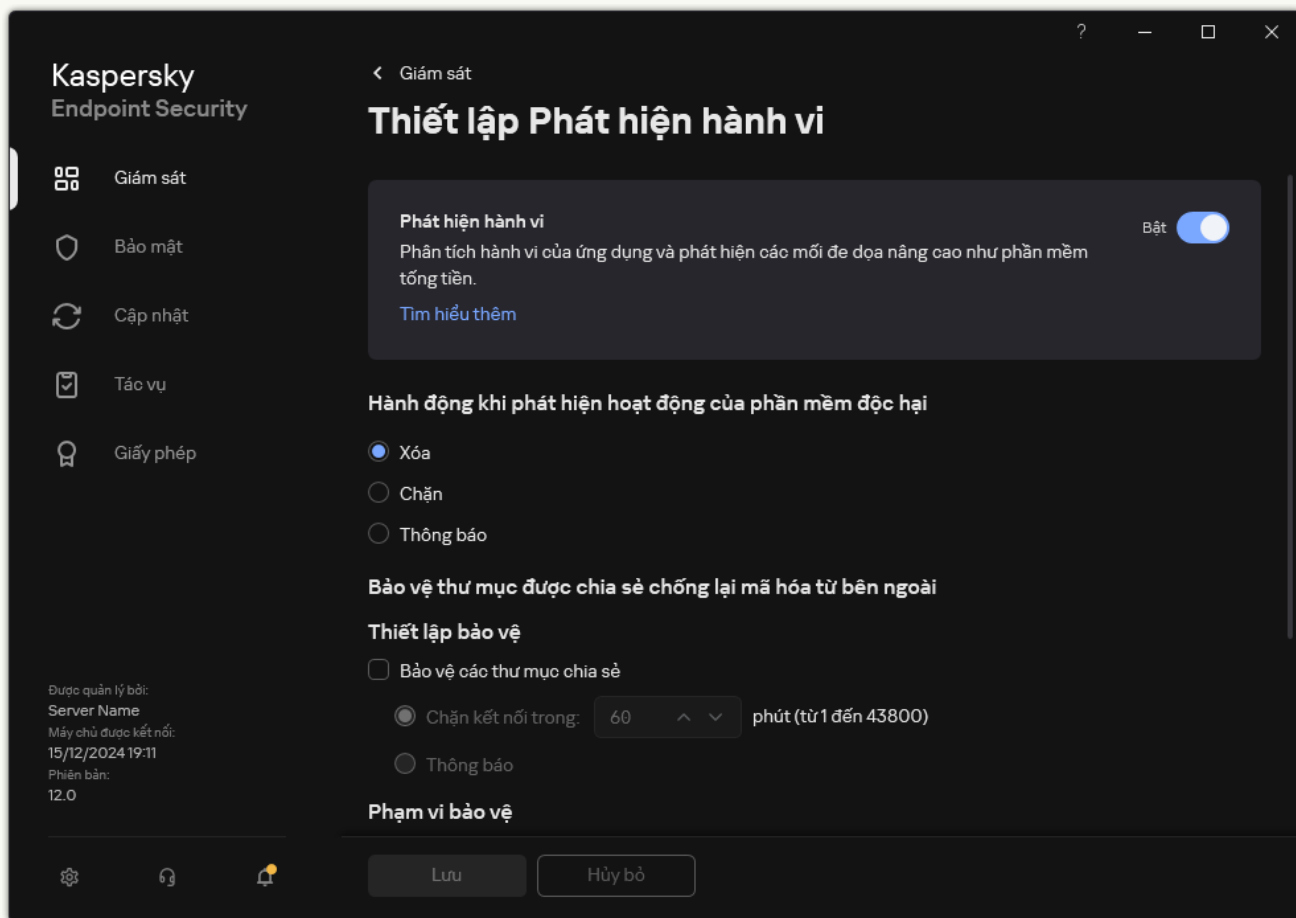 ?
Kaspersky
Endpoint Security
Giám sát
Bảo mật
Cập nhật
Tác vụ
Giấy phép
Được quản lý bởi:
Server Name
Máy chủ được kết nối:
15/12/2024 19:11
Phiên bản:
12.0
Giám sát
Thiết lập Phát hiện hành vi
Phát hiện hành vi
Bật
Phân tích hành vi của ứng dụng và phát hiện các mối đe dọa nâng cao như phần mềm
tống tiền.
Tìm hiểu thêm
Hành động khi phát hiện hoạt động của phần mềm độc hại
Xóa
Chặn
Thông báo
Bảo vệ thư mục được chia sẻ chống lại mã hóa từ bên ngoài
Thiết lập bảo vệ
Bảo vệ các thư mục chia sẻ
Chặn kết nối trong: 60 phút (từ 1 đến 43800)
Thông báo
Phạm vi bảo vệ
Lưu
Hủy bỏ